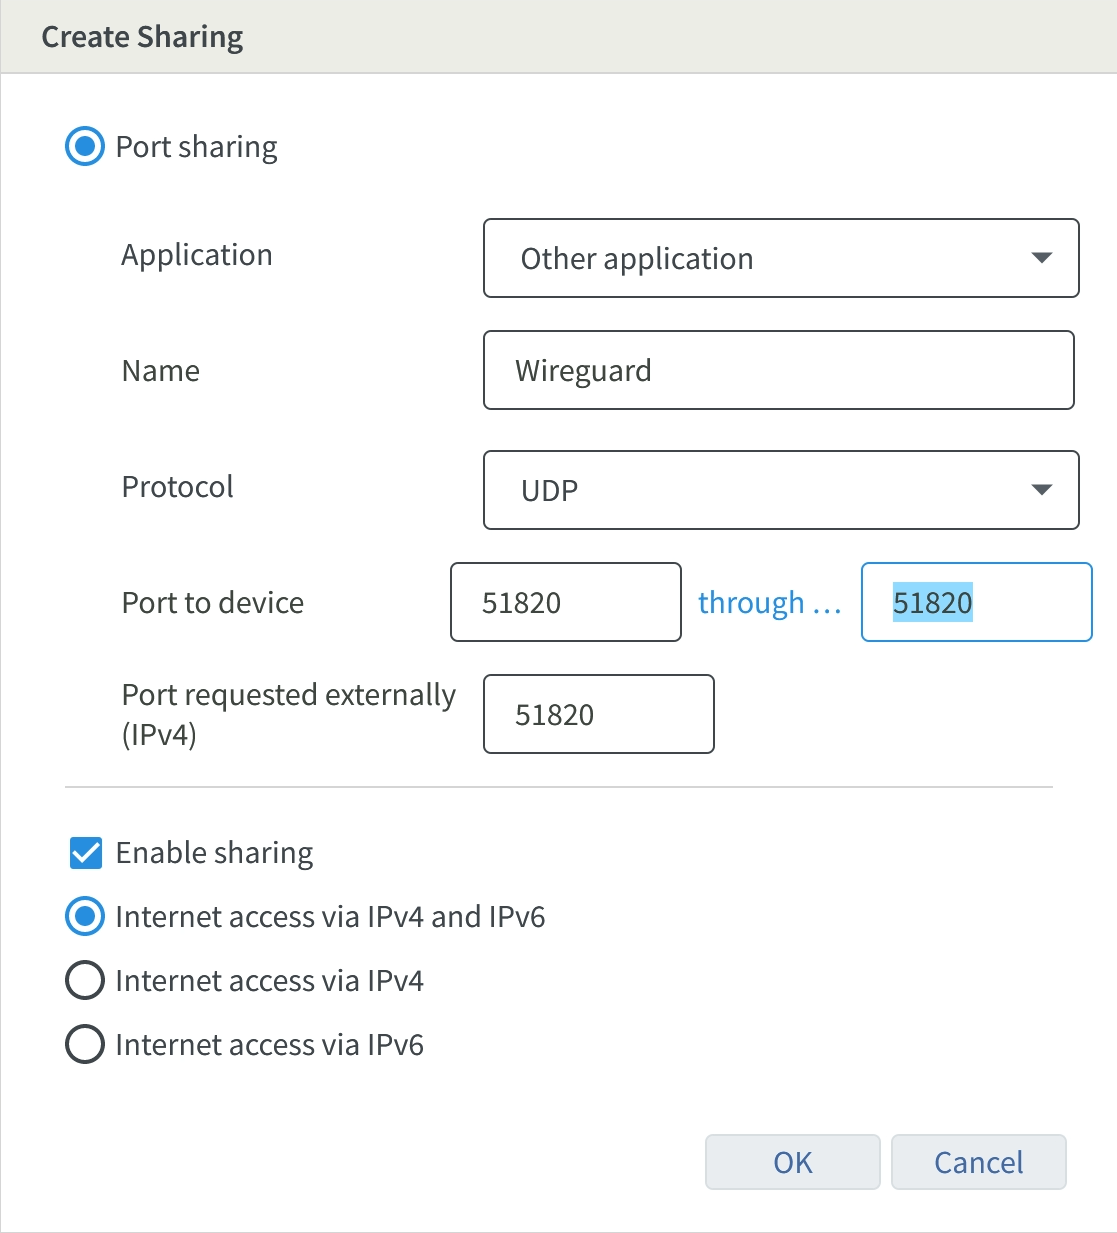 Create Sharing
Port sharing
Application
Other application
Name
Wireguard
Protocol
UDP
Port to device
51820
through ...
51820
Port requested externally
(IPv4)
51820
Enable sharing
Internet access via IPv4 and IPv6
Internet access via IPv4
Internet access via IPv6
OK
Cancel